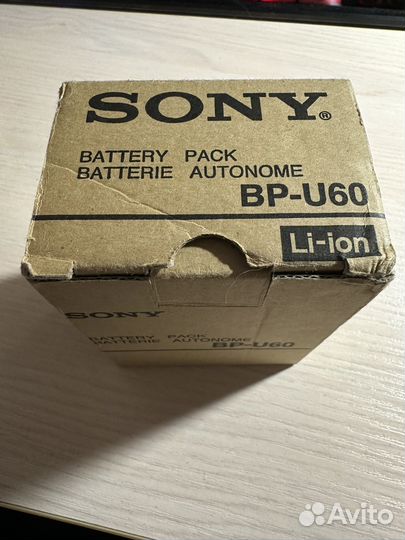 SONY®
BATTERY PACK
BATTERIE AUTONOME
BP-U60
Li-ion
SONY
BATTERY PACK
BATTERIE AUTONOME
BP-U60
Avito